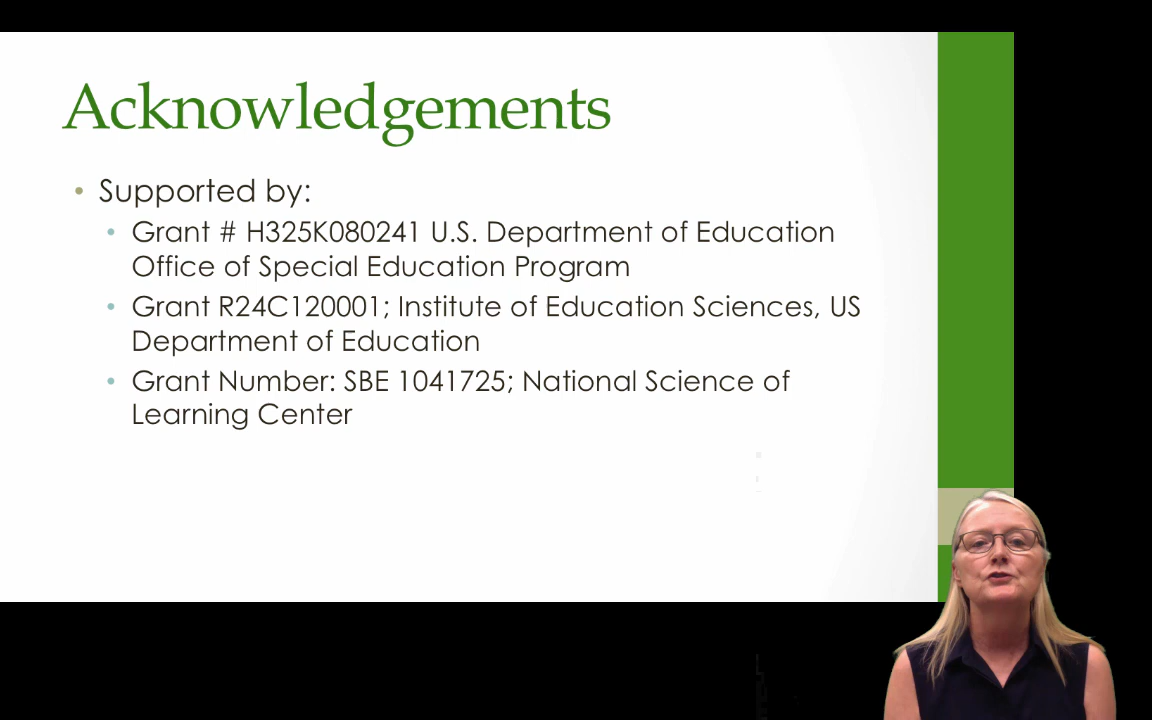 Acknowledgements
• Supported by:
• Grant # H325K080241 U.S. Department of Education
Office of Special Education Program
• Grant R24C120001; Institute of Education Sciences, US
Department of Education
• Grant Number: SBE 1041725; National Science of
Learning Center